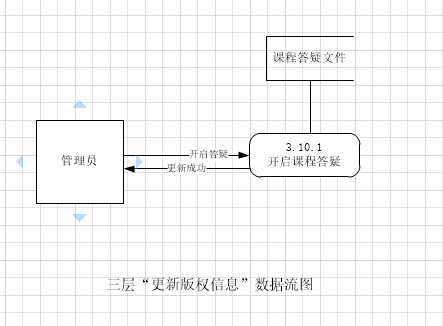 课程答疑文件
管理员
开启答疑
更新成功
3.10.1
开启课程答疑
三层“更新版权信息”数据流图